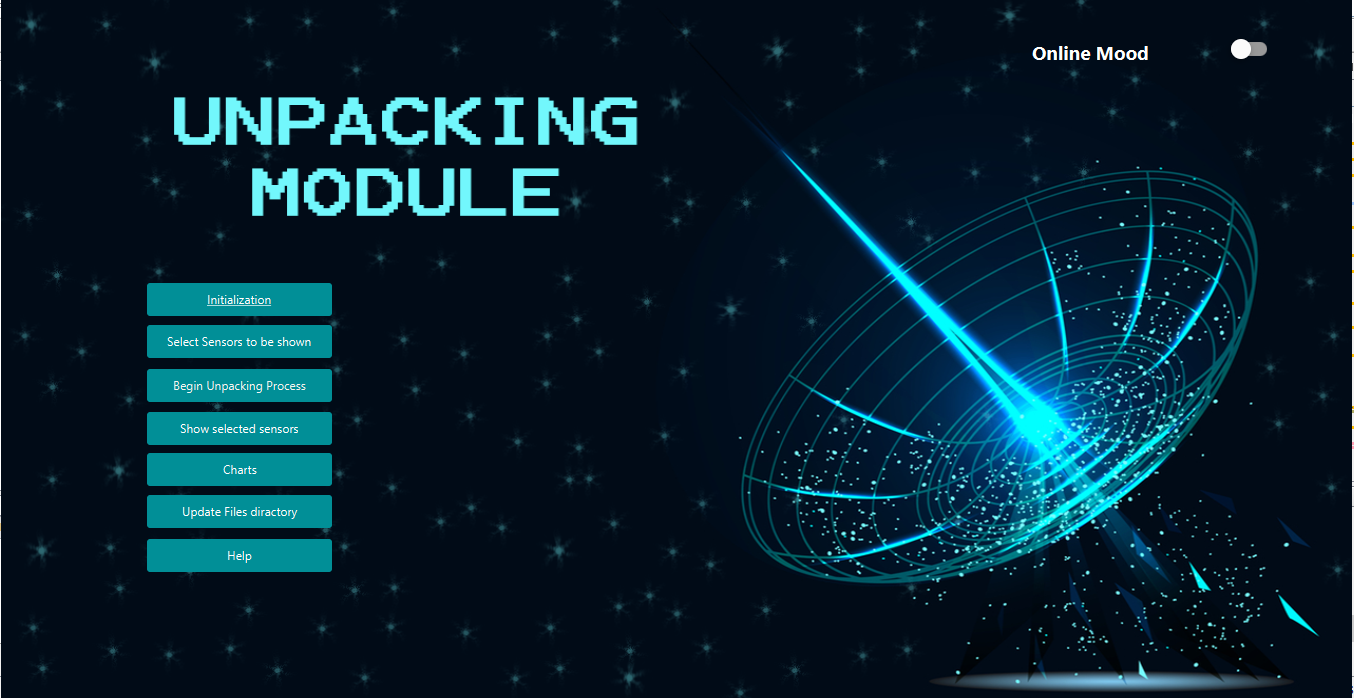 Online Mood
UNPACKING
MODULE
Initialization
Select Sensors to be shown
Begin Unpacking Process
Show selected sensors
Charts
Update Files diractory
Help